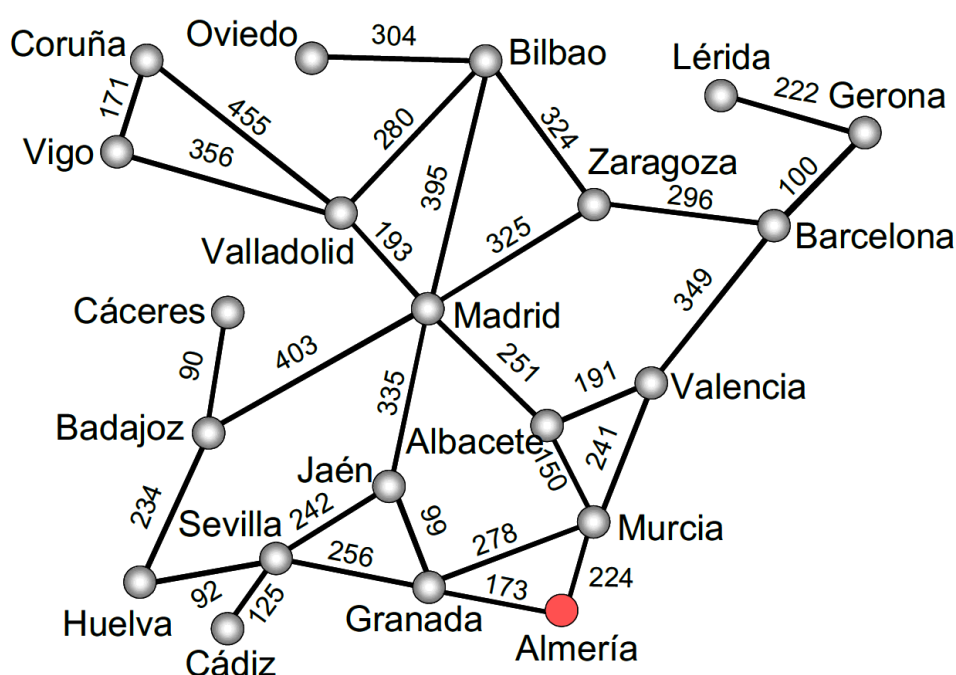 Oviedo
304
Bilbao
Coruña
Lérida
222
Gerona
171
455
280
324
Vigo
356
395
Zaragoza
100
296
Valladolid
193
325
Barcelona
Cáceres
Madrid
349
90
403
251
191
Valencia
335
Badajoz
Albacete
241
150
Jaén
234
Sevilla
242
99
278
Murcia
256
224
92
125
173
Huelva
Granada
Almería
Cádiz